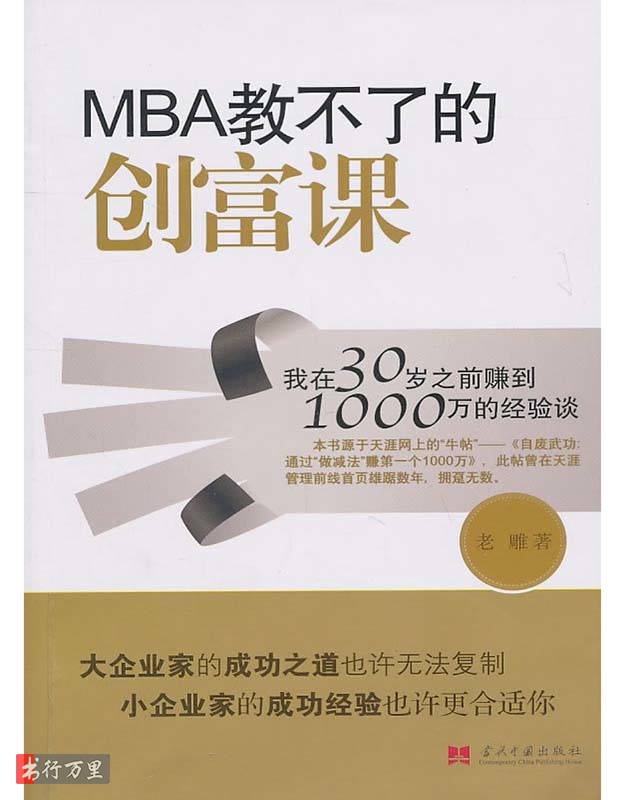 MBA教不了的
创富课
我在30岁之前赚到
1000万的经验谈
本书源于天涯网上的“牛帖”——《自废武功:
通过“做减法”赚第一个1000万》，此帖曾在天涯
管理前线首页雄踞数年，拥趸无数。
老 雕 著
大企业家的成功之道也许无法复制
小企业家的成功经验也许更合适你
当代中国出版社
Contemporary China Publishing House
书行万里